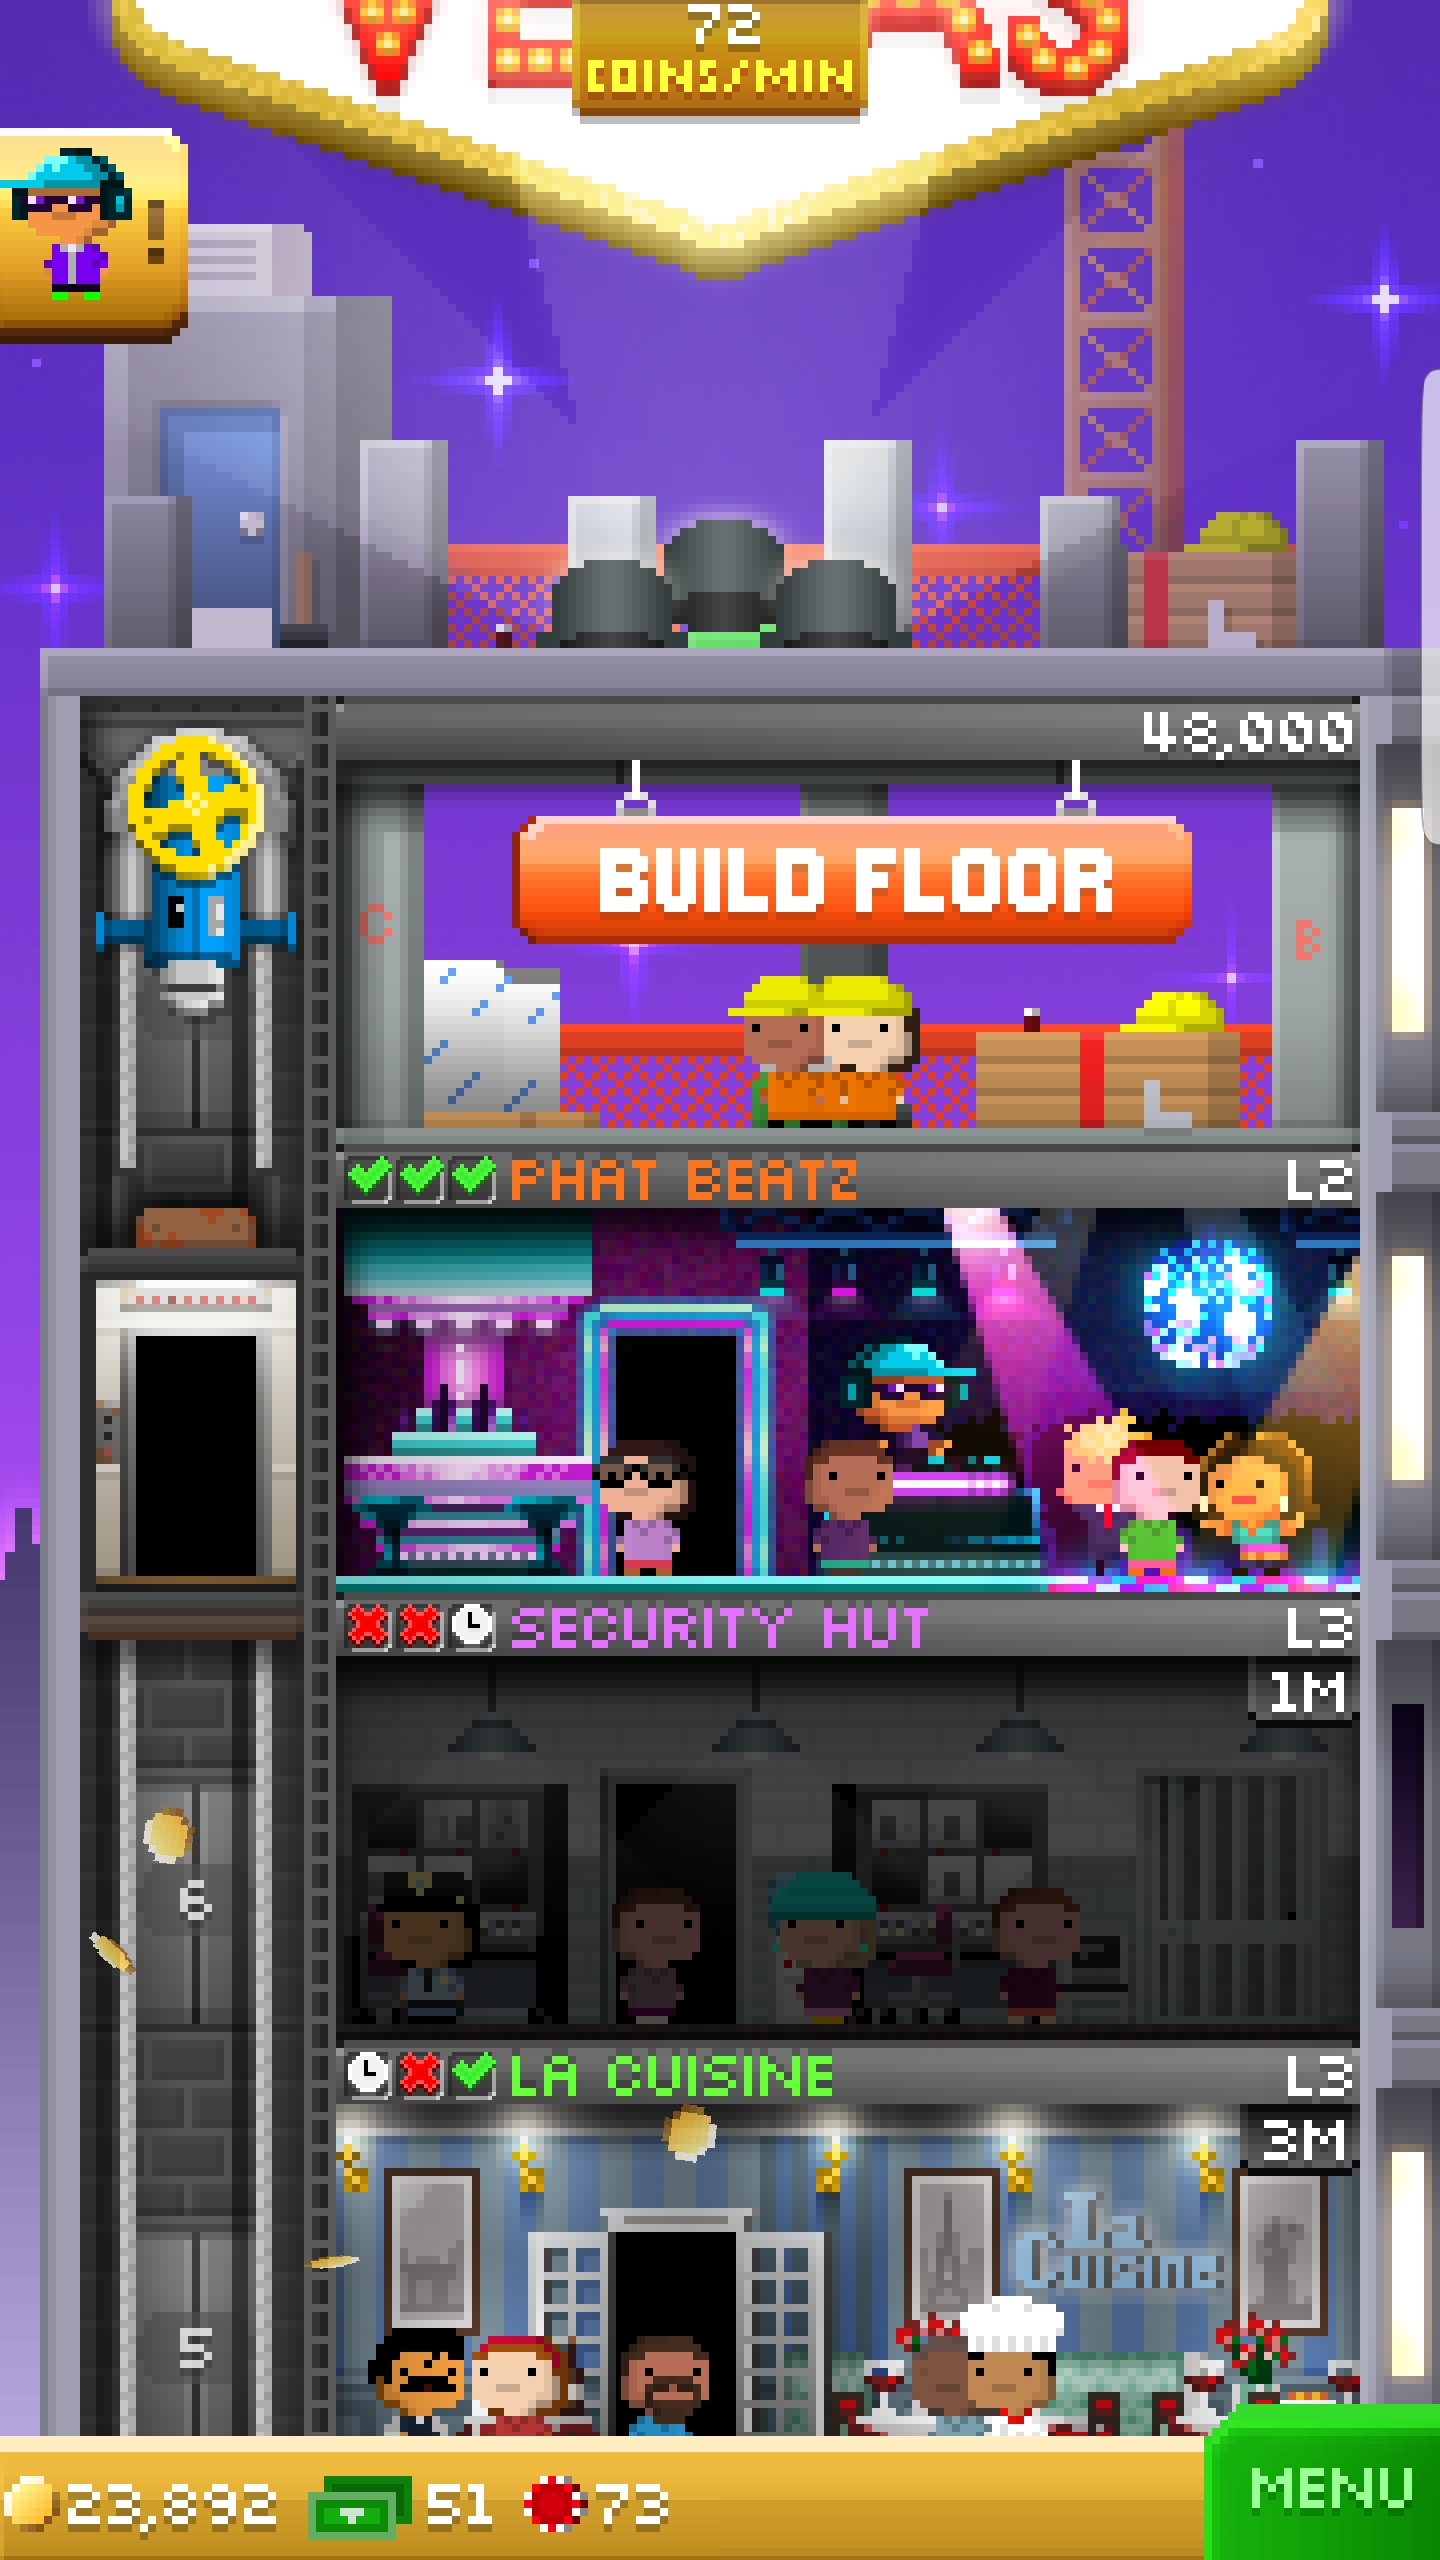 VEGAS
72
COINS/MIN
!
48,000
BUILD FLOOR
C
B
PHAT BEATZ
L2
SECURITY HUT
L3
1M
6
LA CUISINE
L3
3M
La
Cuisine
5
23,892
51
73
MENU